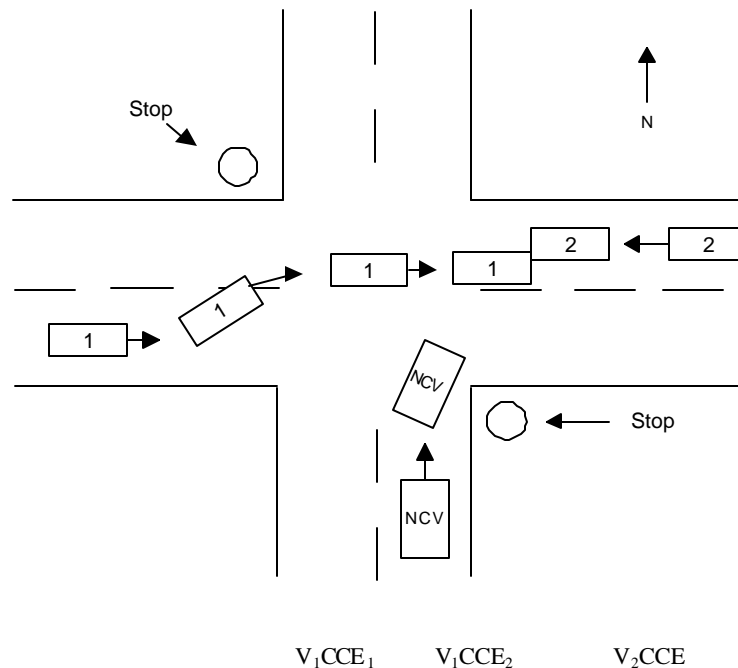 Stop
N
2 2
1 1
1
1
NCV
Stop
NCV
V₁CCE₁ V₁CCE₂ V₂CCE